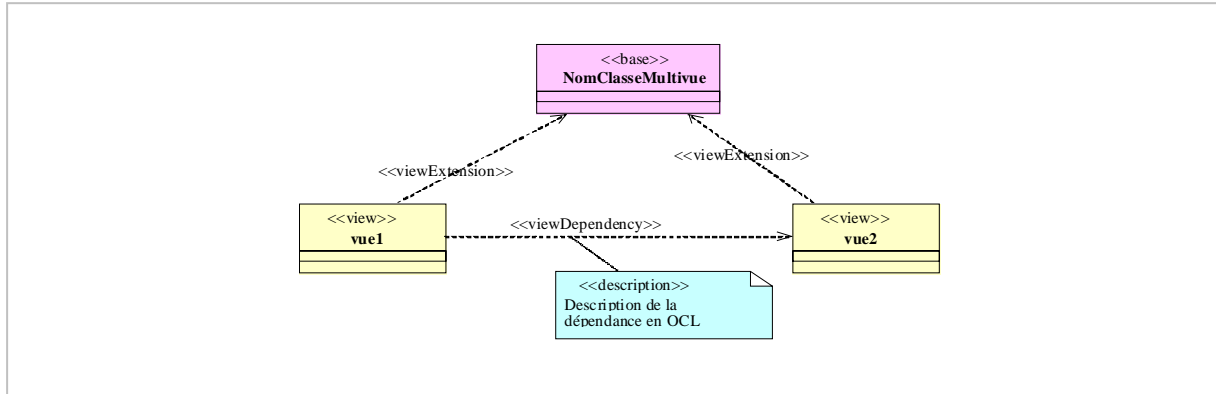 <<base>>
NomClasseMultivue
<<viewExtension>>
<<viewExtension>>
<<view>>
vue1
<<viewDependency>>
<<view>>
vue2
<<description>>
Description de la
dépendance en OCL